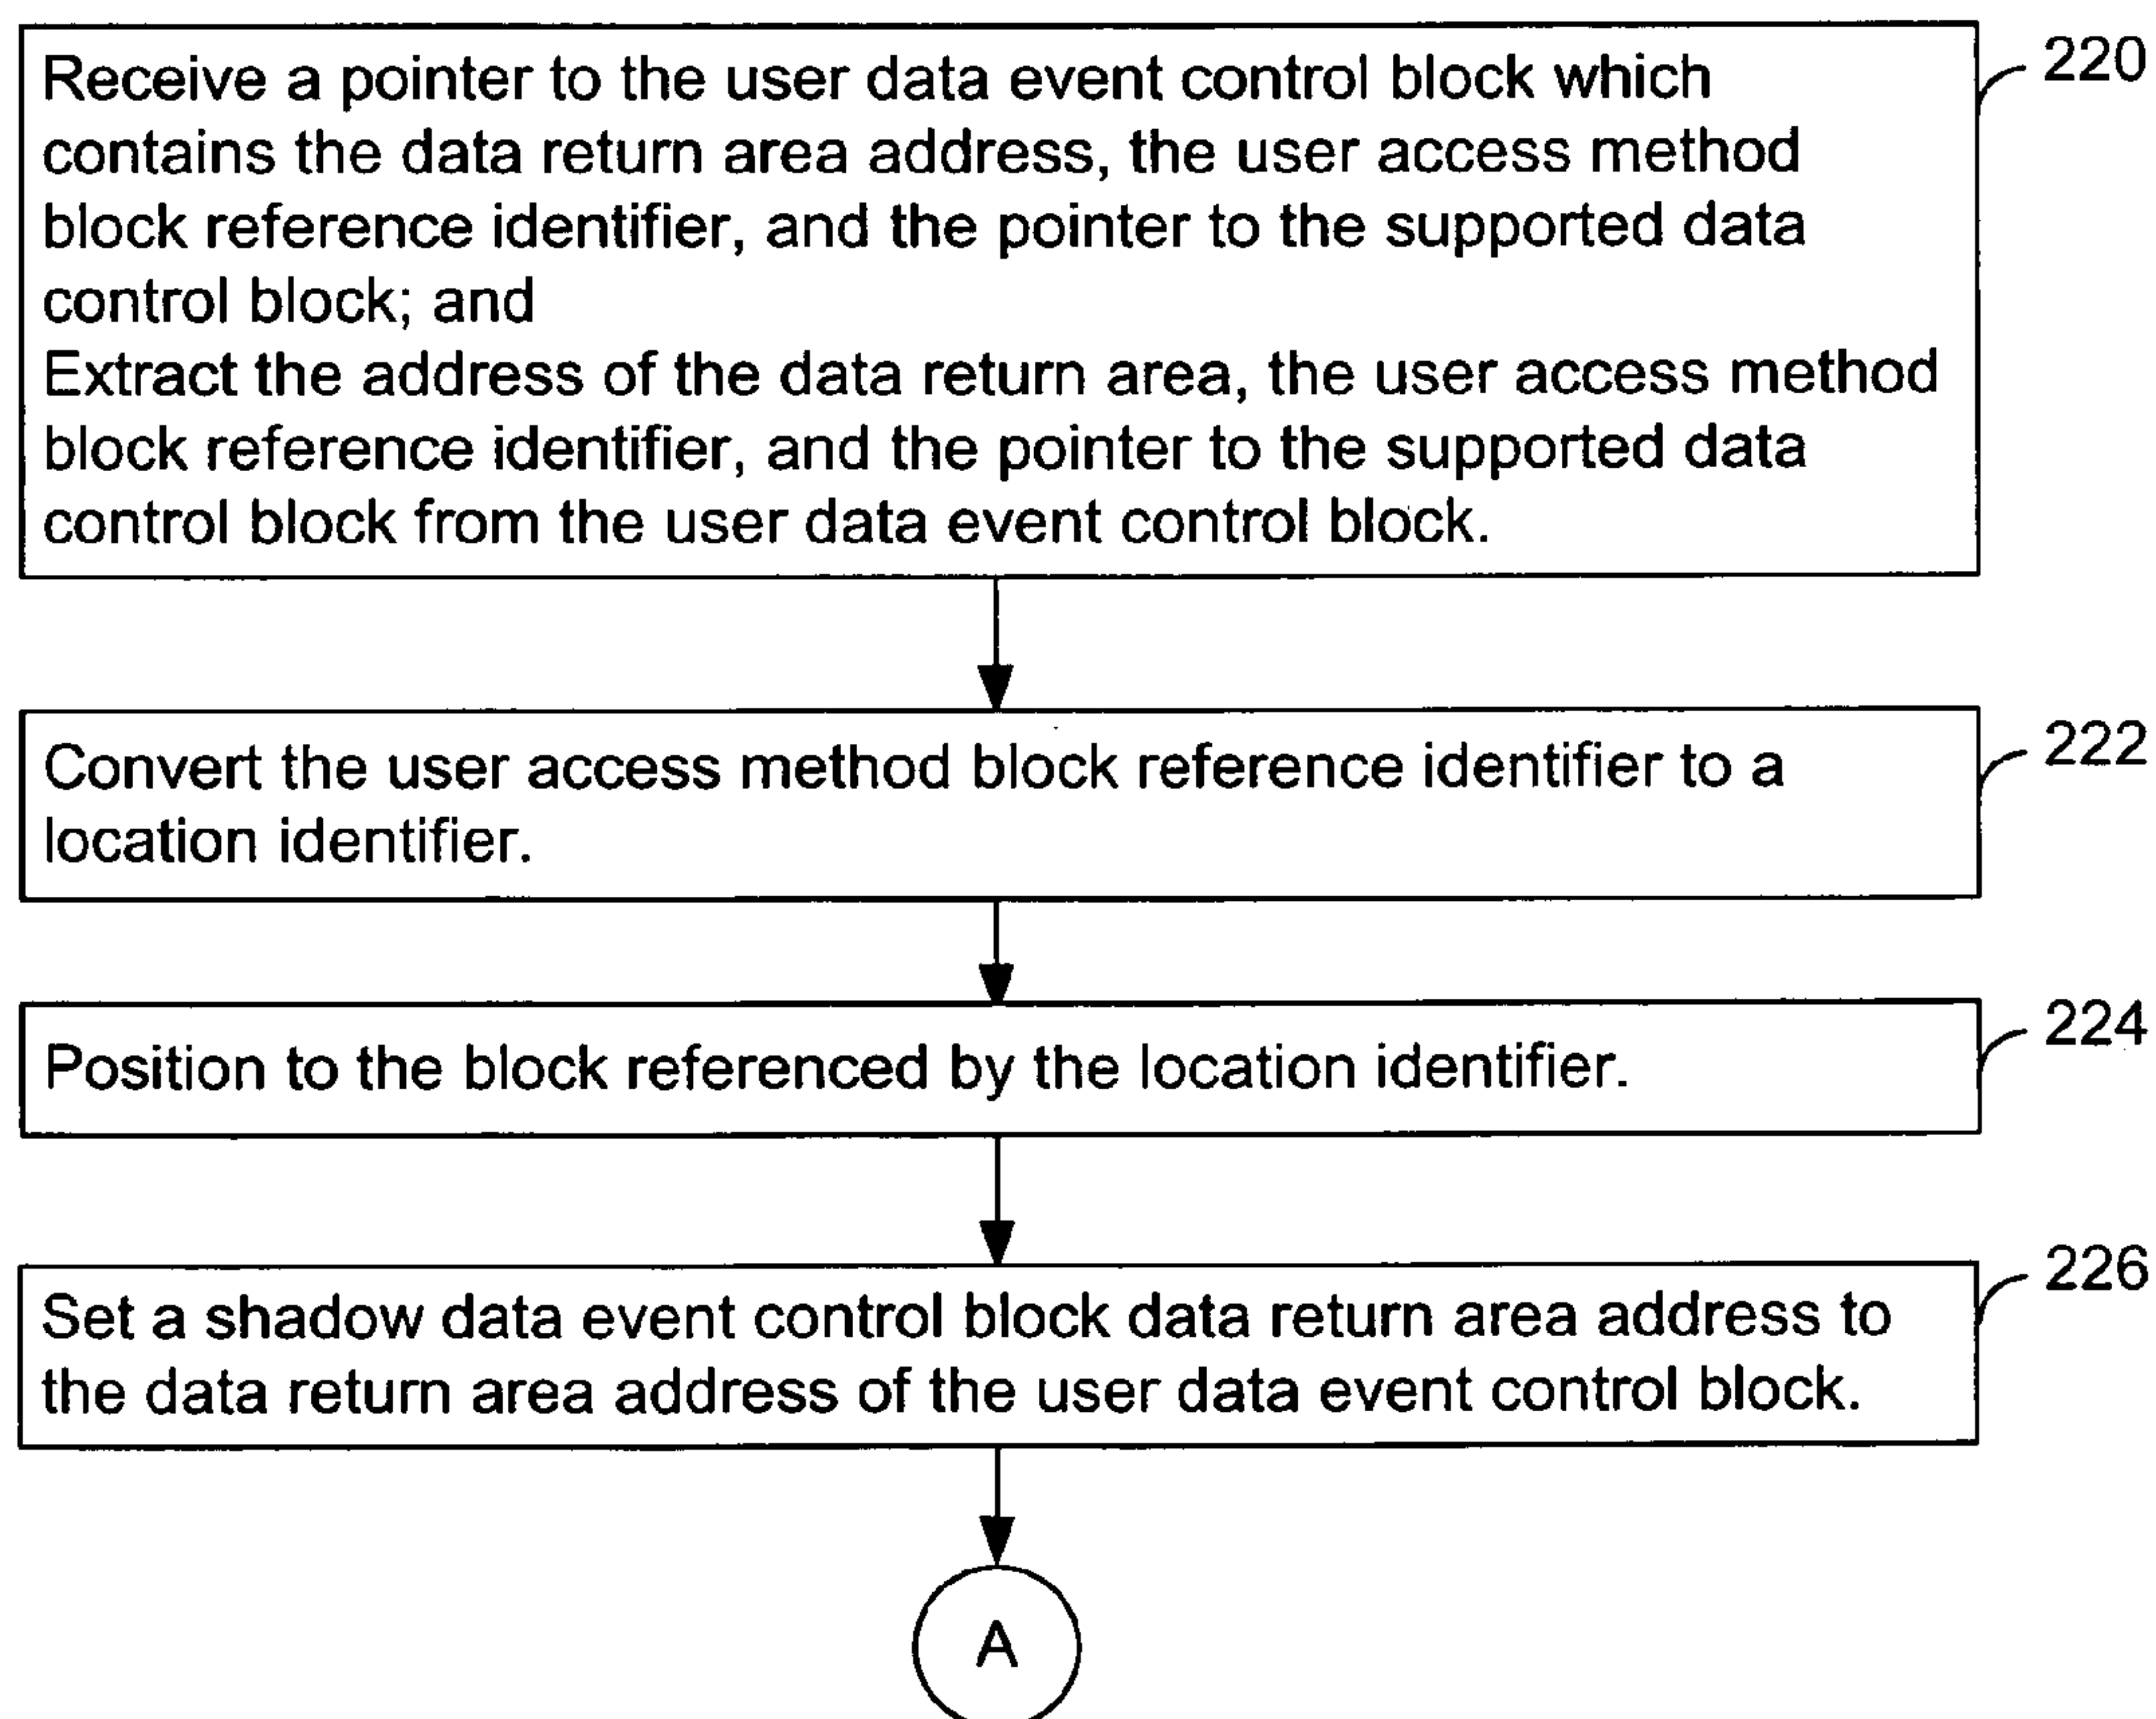 Receive a pointer to the user data event control block which
contains the data return area address, the user access method
block reference identifier, and the pointer to the supported data
control block; and
Extract the address of the data return area, the user access method
block reference identifier, and the pointer to the supported data
control block from the user data event control block.
220
Convert the user access method block reference identifier to a
location identifier.
222
Position to the block referenced by the location identifier.
224
Set a shadow data event control block data return area address to
the data return area address of the user data event control block.
226
A